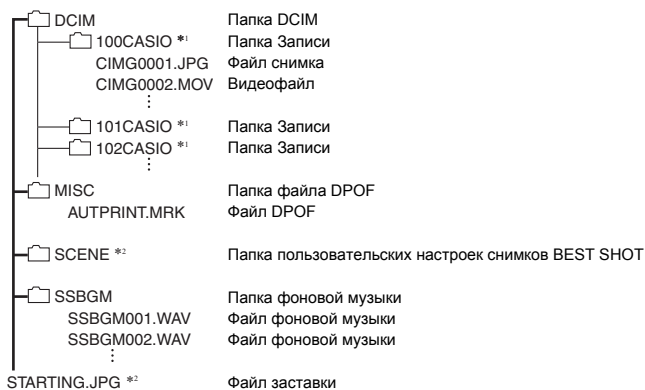 DCIM Папка DCIM
100CASIO *1 Папка Записи
CIMG0001.JPG Файл снимка
CIMG0002.MOV Видеофайл
101CASIO *1 Папка Записи
102CASIO *1 Папка Записи
MISC Папка файла DPOF
AUTPRINT.MRK Файл DPOF
SCENE *2 Папка пользовательских настроек снимков BEST SHOT
SSBGM Папка фоновой музыки
SSBGM001.WAV Файл фоновой музыки
SSBGM002.WAV Файл фоновой музыки
STARTING.JPG *2 Файл заставки